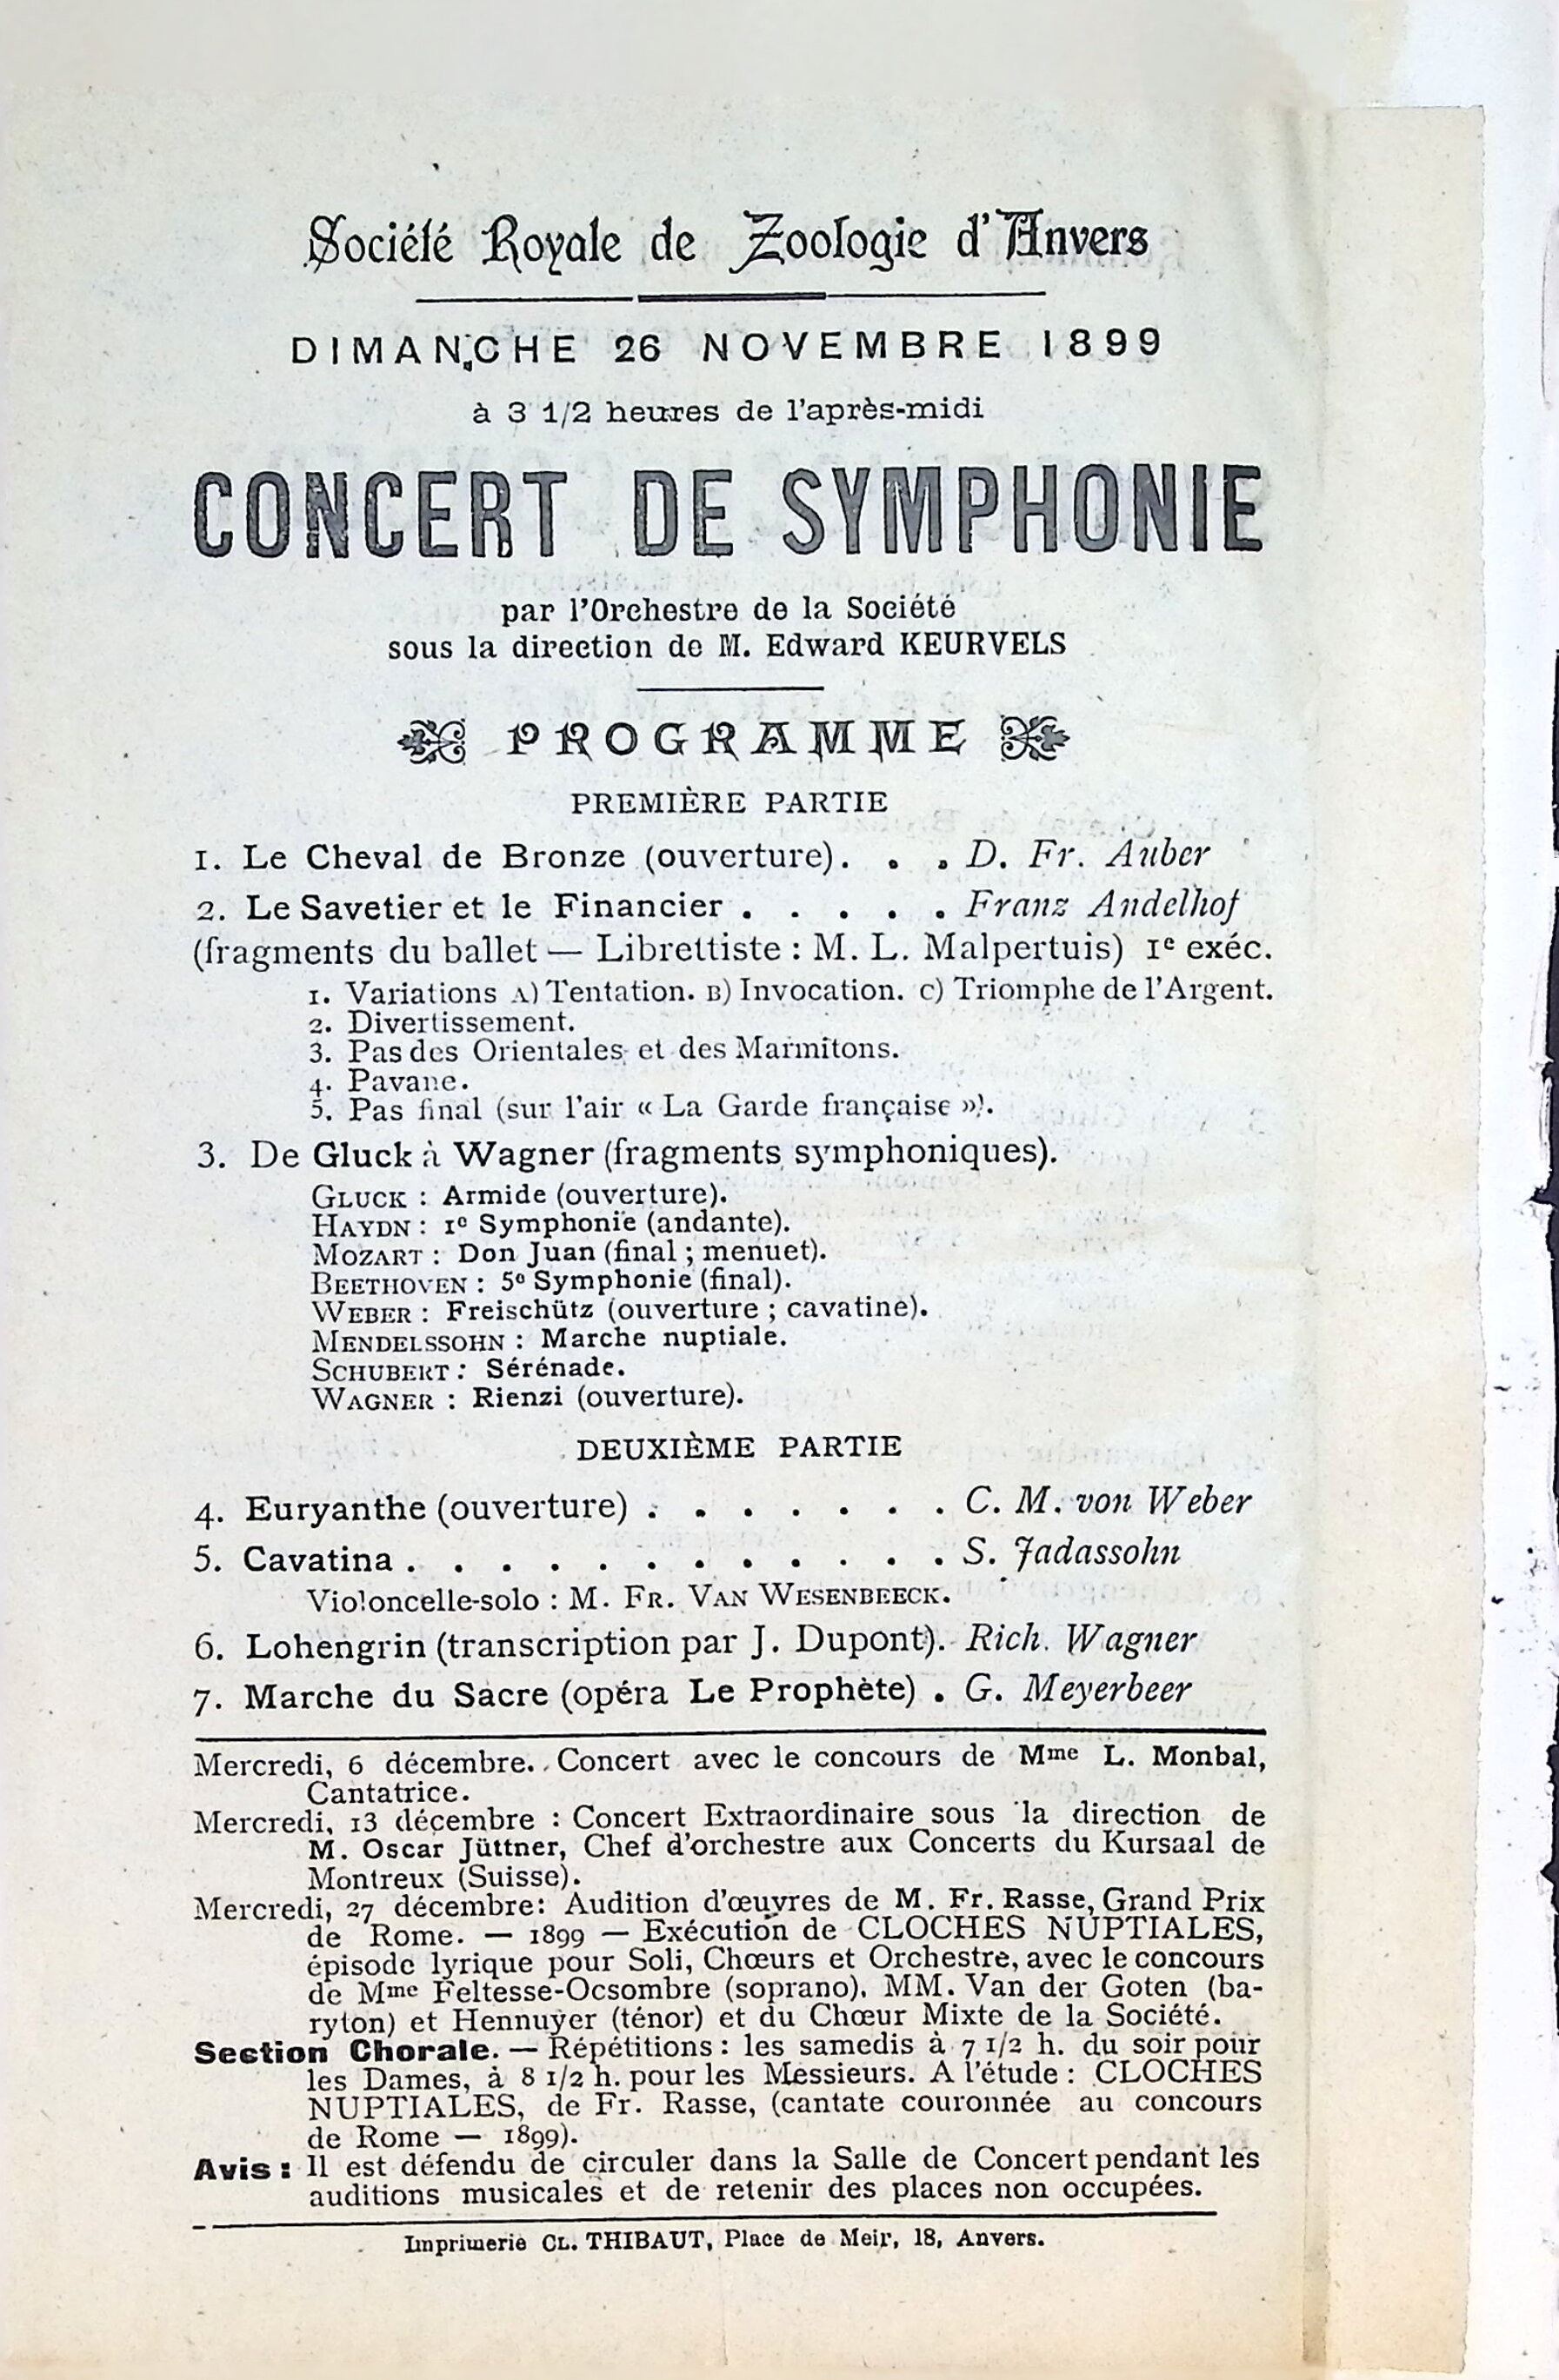 Société Royale de Zoologie d'Anvers
DIMANCHE 26 NOVEMBRE 1899
à 3 1/2 heures de l'après-midi
CONCERT DE SYMPHONIE
par l'Orchestre de la Société
sous la direction de M. Edward KEURVELS
PROGRAMME
PREMIÈRE PARTIE
1. Le Cheval de Bronze (ouverture). . . D. Fr. Auber
2. Le Savetier et le Financier . . . . . Franz Andelhof
(fragments du ballet — Librettiste : M. L. Malpertuis) 1e exéc.
1. Variations A) Tentation. B) Invocation. C) Triomphe de l'Argent.
2. Divertissement.
3. Pas des Orientales et des Marmitons.
4. Pavane.
5. Pas final (sur l'air « La Garde française »).
3. De Gluck à Wagner (fragments symphoniques).
GLUCK : Armide (ouverture).
HAYDN : 1e Symphonie (andante).
MOZART : Don Juan (final ; menuet).
BEETHOVEN : 5e Symphonie (final).
WEBER : Freischütz (ouverture ; cavatine).
MENDELSSOHN : Marche nuptiale.
SCHUBERT : Sérénade.
WAGNER : Rienzi (ouverture).
DEUXIÈME PARTIE
4. Euryanthe (ouverture) . . . . . . . C. M. von Weber
5. Cavatina . . . . . . . . . . . . S. Jadassohn
Violoncelle-solo : M. FR. VAN WESENBEECK.
6. Lohengrin (transcription par J. Dupont). Rich. Wagner
7. Marche du Sacre (opéra Le Prophète) . G. Meyerbeer
Mercredi, 6 décembre. Concert avec le concours de Mme L. Monbal,
Cantatrice.
Mercredi, 13 décembre : Concert Extraordinaire sous la direction de
M. Oscar Jüttner, Chef d'orchestre aux Concerts du Kursaal de
Montreux (Suisse).
Mercredi, 27 décembre : Audition d'œuvres de M. Fr. Rasse, Grand Prix
de Rome. — 1899 — Exécution de CLOCHES NUPTIALES,
épisode lyrique pour Soli, Chœurs et Orchestre, avec le concours
de Mme Feltesse-Ocsombre (soprano), MM. Van der Goten (ba-
ryton) et Hennuyer (ténor) et du Chœur Mixte de la Société.
Section Chorale. — Répétitions : les samedis à 7 1/2 h. du soir pour
les Dames, à 8 1/2 h. pour les Messieurs. A l'étude : CLOCHES
NUPTIALES, de Fr. Rasse, (cantate couronnée au concours
de Rome — 1899).
Avis : Il est défendu de circuler dans la Salle de Concert pendant les
auditions musicales et de retenir des places non occupées.
Imprimerie CL. THIBAUT, Place de Meir, 18, Anvers.